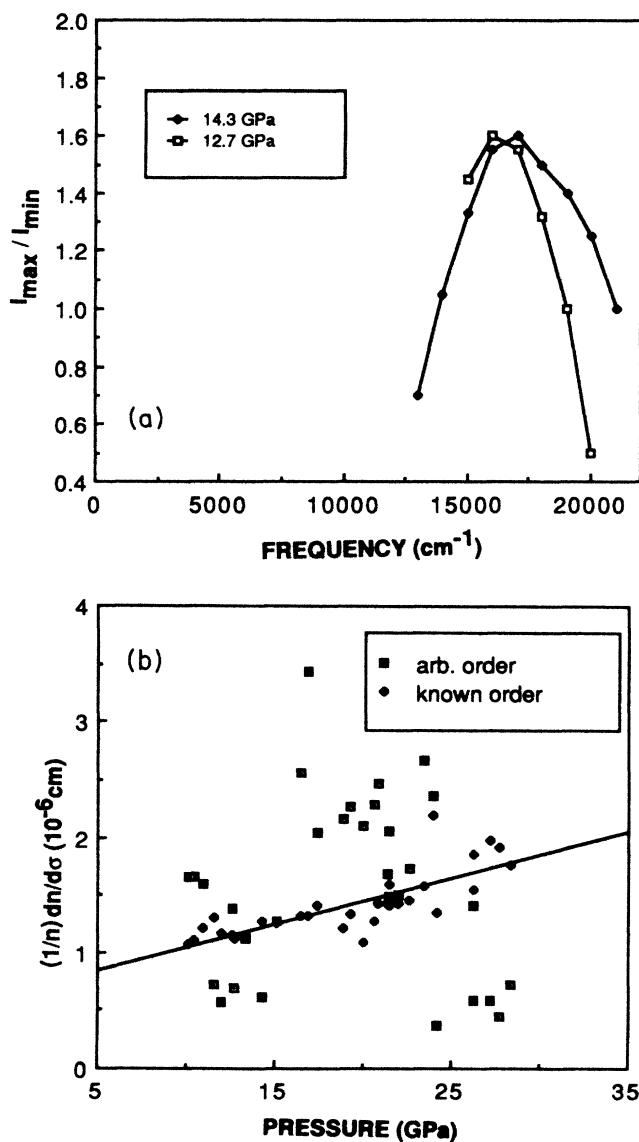 2.0
1.8
1.6
1.4
1.2
1.0
0.8
0.6
0.4
I max / I min
14.3 GPa
12.7 GPa
(a)
0 5000 10000 15000 20000
FREQUENCY (cm-1)
4
3
2
1
0
(1/n) dn/dσ (10-6cm)
(b)
arb. order
known order
5 15 25 35
PRESSURE (GPa)